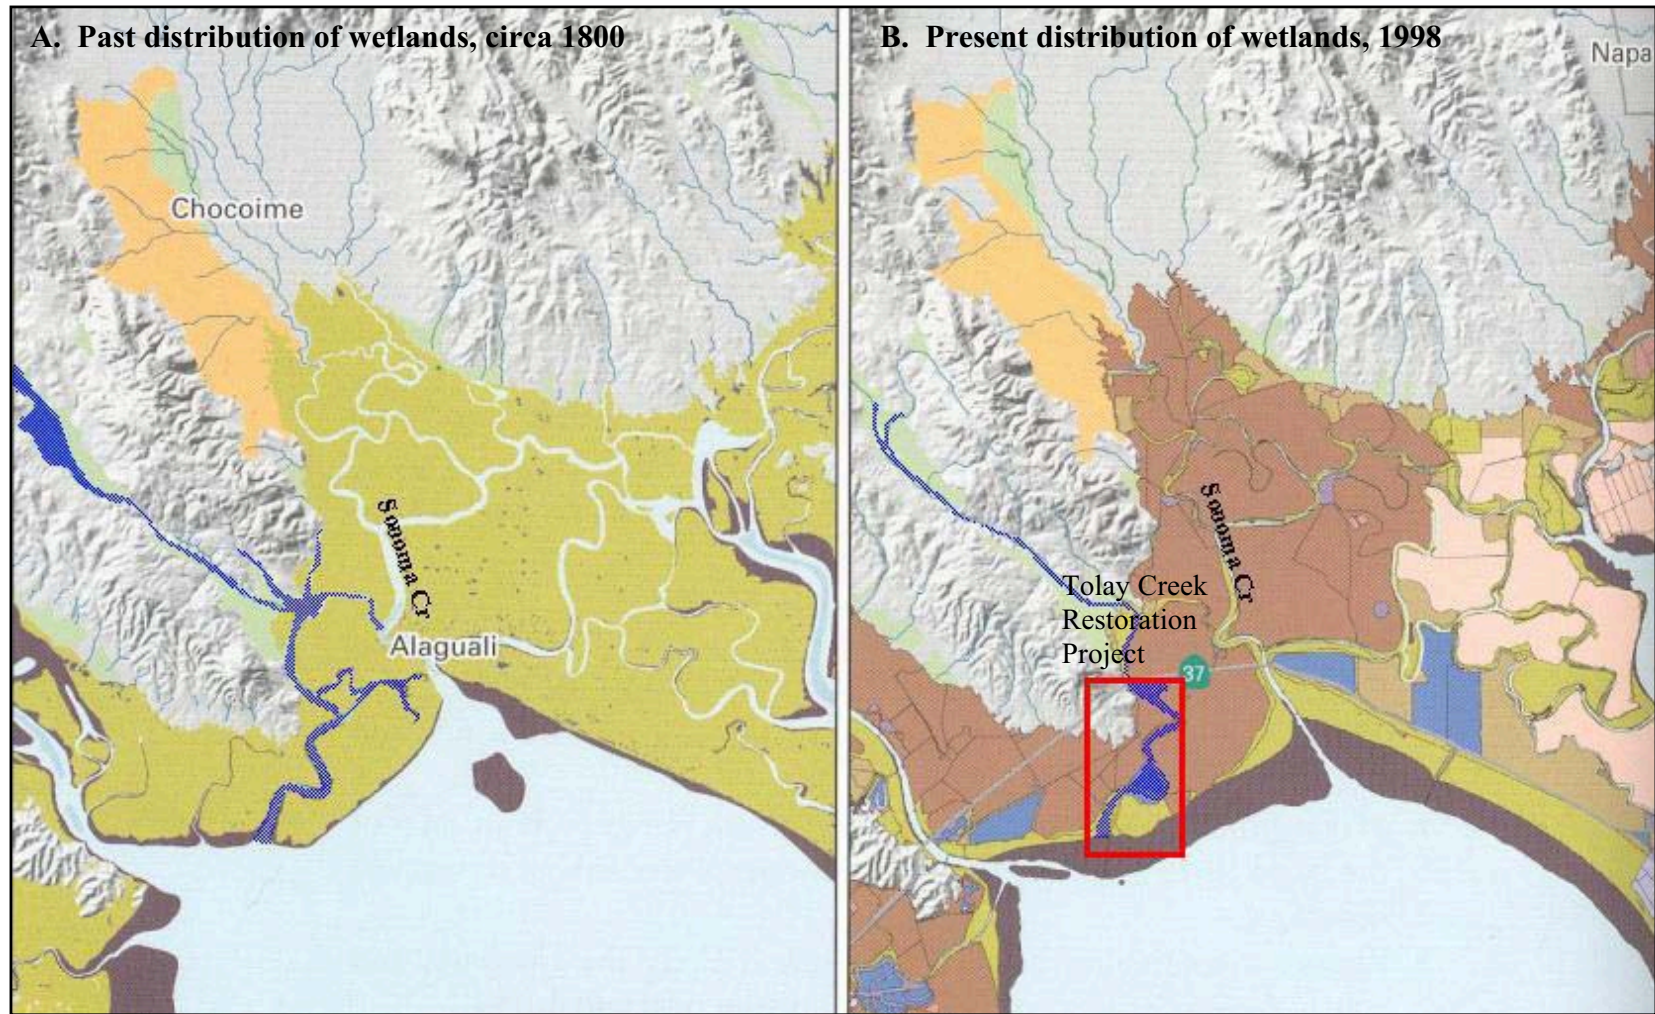 A.  Past distribution of wetlands, circa 1800
Chocoime
Sonoma Cr
Alaguali
B.  Present distribution of wetlands, 1998
Napa
Sonoma Cr
Tolay Creek
Restoration
Project
37